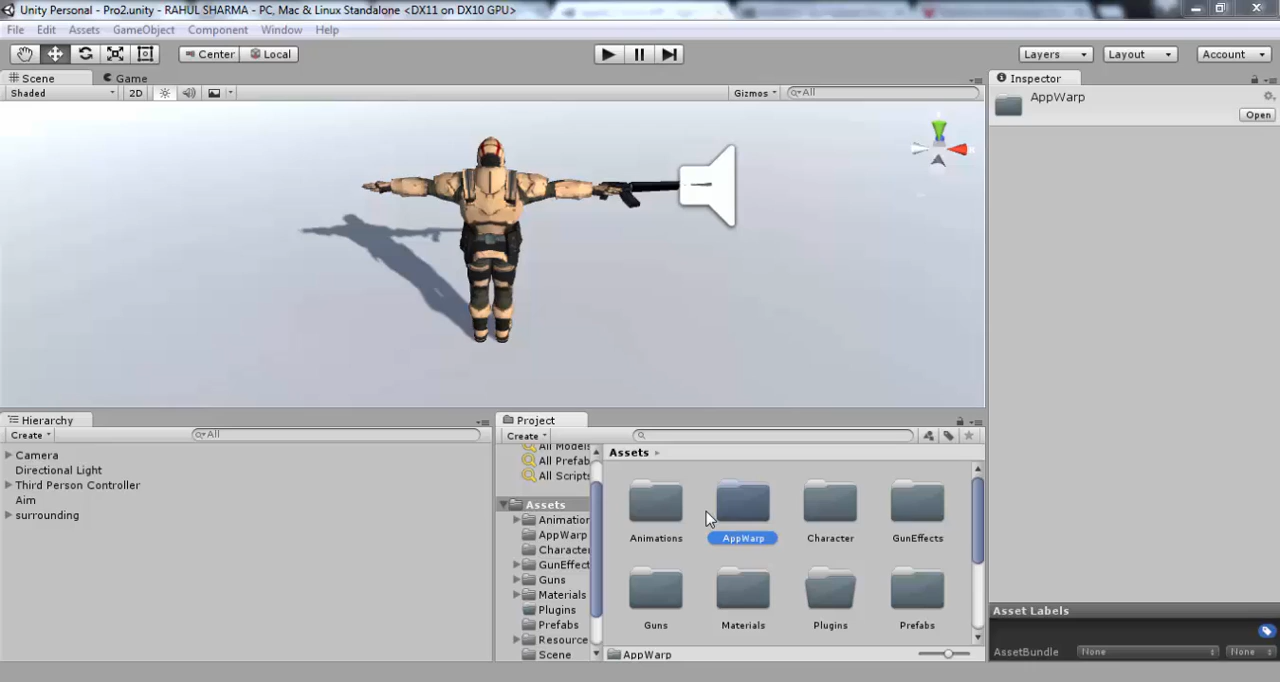 Unity Personal - Pro2.unity - RAHUL SHARMA - PC, Mac & Linux Standalone <DX11 on DX10 GPU>
File Edit Assets GameObject Component Window Help
Center Local Layers Layout Account
Scene Game Inspector
Shaded 2D Gizmos All
AppWarp
Open
Hierarchy Project
Create All Create
Camera
Directional Light
Third Person Controller
Aim
surrounding
All Models
All Prefab
All Scripts
Assets
Animation
AppWarp
Character
GunEffect
Guns
Materials
Plugins
Prefabs
Resource
Scene
Assets
Animations AppWarp Character GunEffects
Guns Materials Plugins Prefabs
AppWarp
Asset Labels
AssetBundle None None